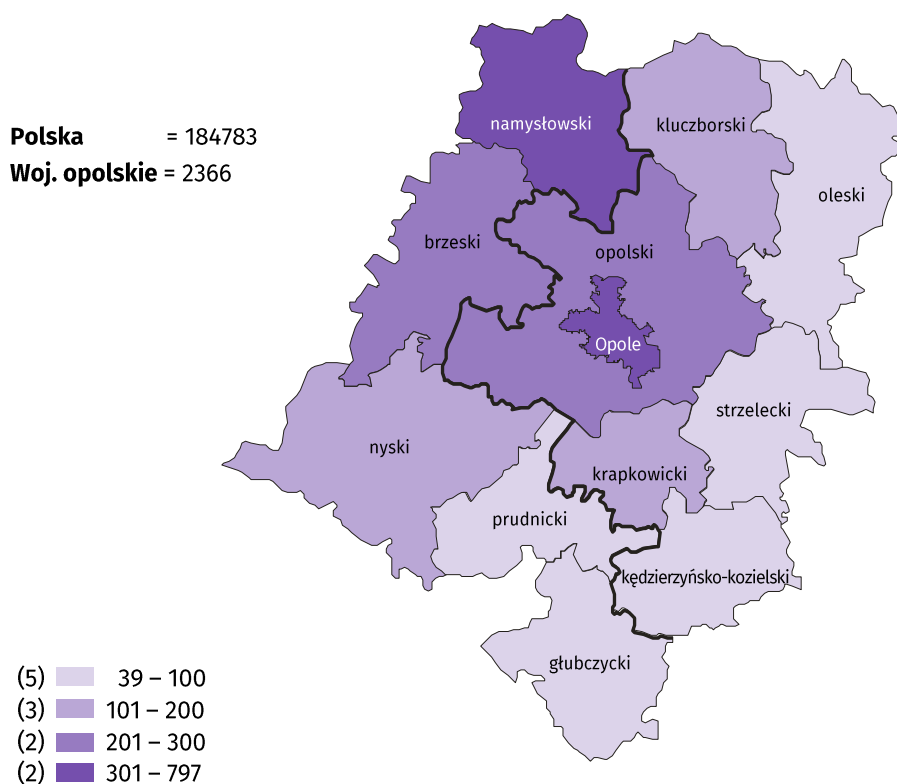 Polska = 184783
Woj. opolskie = 2366
namysłowski
kluczborski
oleski
brzeski
opolski
Opole
strzelecki
nyski
krapkowicki
prudnicki
kędzierzyńsko-kozielski
głubczycki
(5) 39 – 100
(3) 101 – 200
(2) 201 – 300
(2) 301 – 797